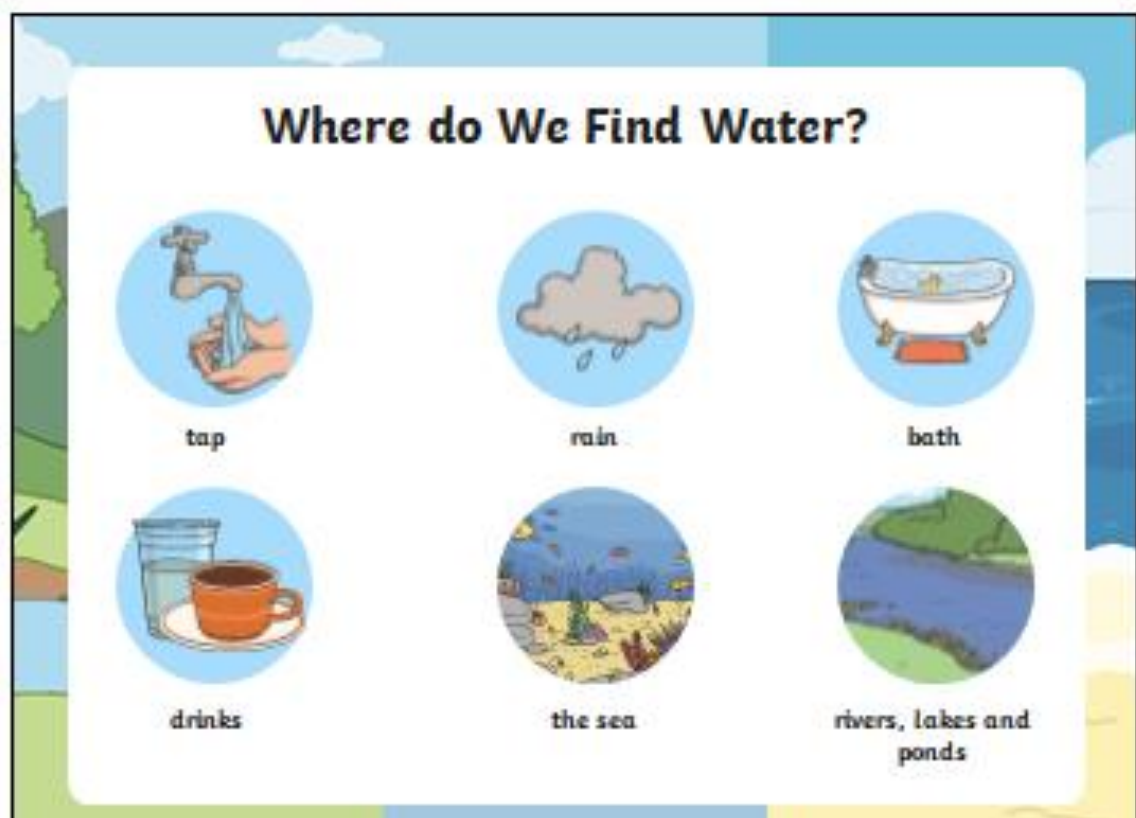 Where do We Find Water?
tap
rain
bath
drinks
the sea
rivers, lakes and
ponds